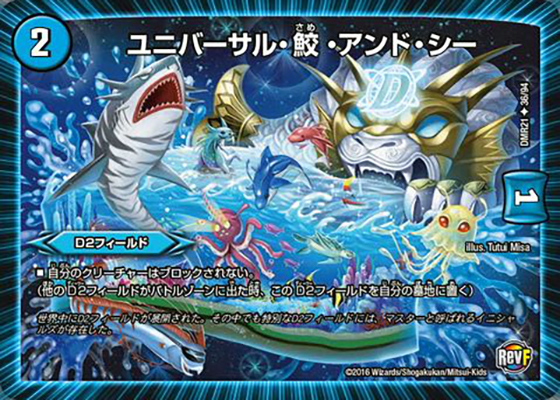 2
ユニバーサル・鮫・アンド・シー
さめ
DMR21 ◆ 36/94
D
1
D2フィールド
illus. Tutui Misa
■ 自分のクリーチャーはブロックされない。
(他のD2フィールドがバトルゾーンに出た時、このD2フィールドを自分の墓地に置く)
世界中にD2フィールドが展開された。その中でも特別なD2フィールドには、マスターと呼ばれるイニシャルズが存在した。
RevF
©2016 Wizards/Shogakukan/Mitsui-Kids